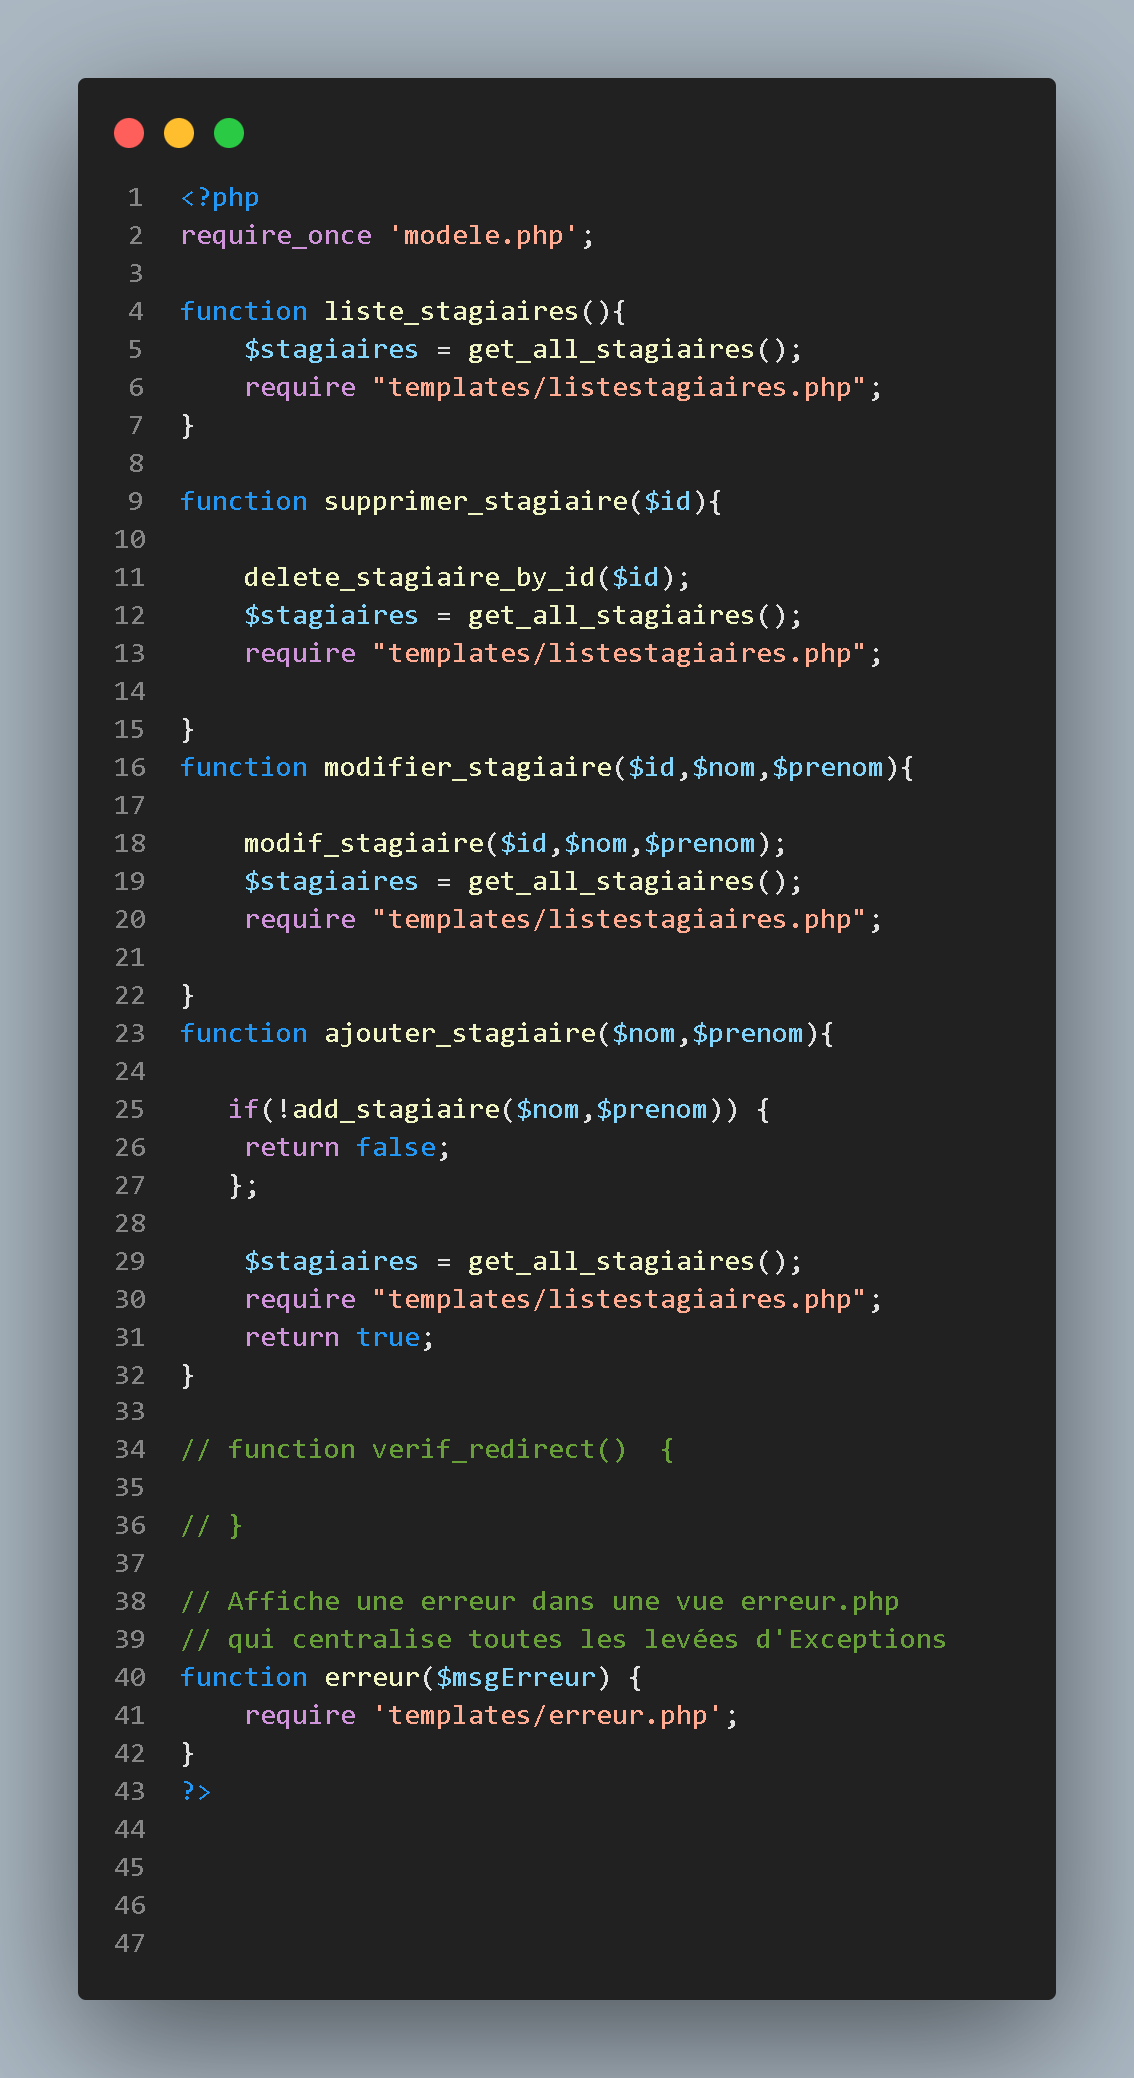 1 <?php
2 require_once 'modele.php';
3
4 function liste_stagiaires(){
5     $stagiaires = get_all_stagiaires();
6     require "templates/listestagiaires.php";
7 }
8
9 function supprimer_stagiaire($id){
10
11     delete_stagiaire_by_id($id);
12     $stagiaires = get_all_stagiaires();
13     require "templates/listestagiaires.php";
14
15 }
16 function modifier_stagiaire($id,$nom,$prenom){
17
18     modif_stagiaire($id,$nom,$prenom);
19     $stagiaires = get_all_stagiaires();
20     require "templates/listestagiaires.php";
21
22 }
23 function ajouter_stagiaire($nom,$prenom){
24
25    if(!add_stagiaire($nom,$prenom)) {
26     return false;
27    };
28
29     $stagiaires = get_all_stagiaires();
30     require "templates/listestagiaires.php";
31     return true;
32 }
33
34 // function verif_redirect()  {
35
36 // }
37
38 // Affiche une erreur dans une vue erreur.php
39 // qui centralise toutes les levées d'Exceptions
40 function erreur($msgErreur) {
41     require 'templates/erreur.php';
42 }
43 ?>
44
45
46
47